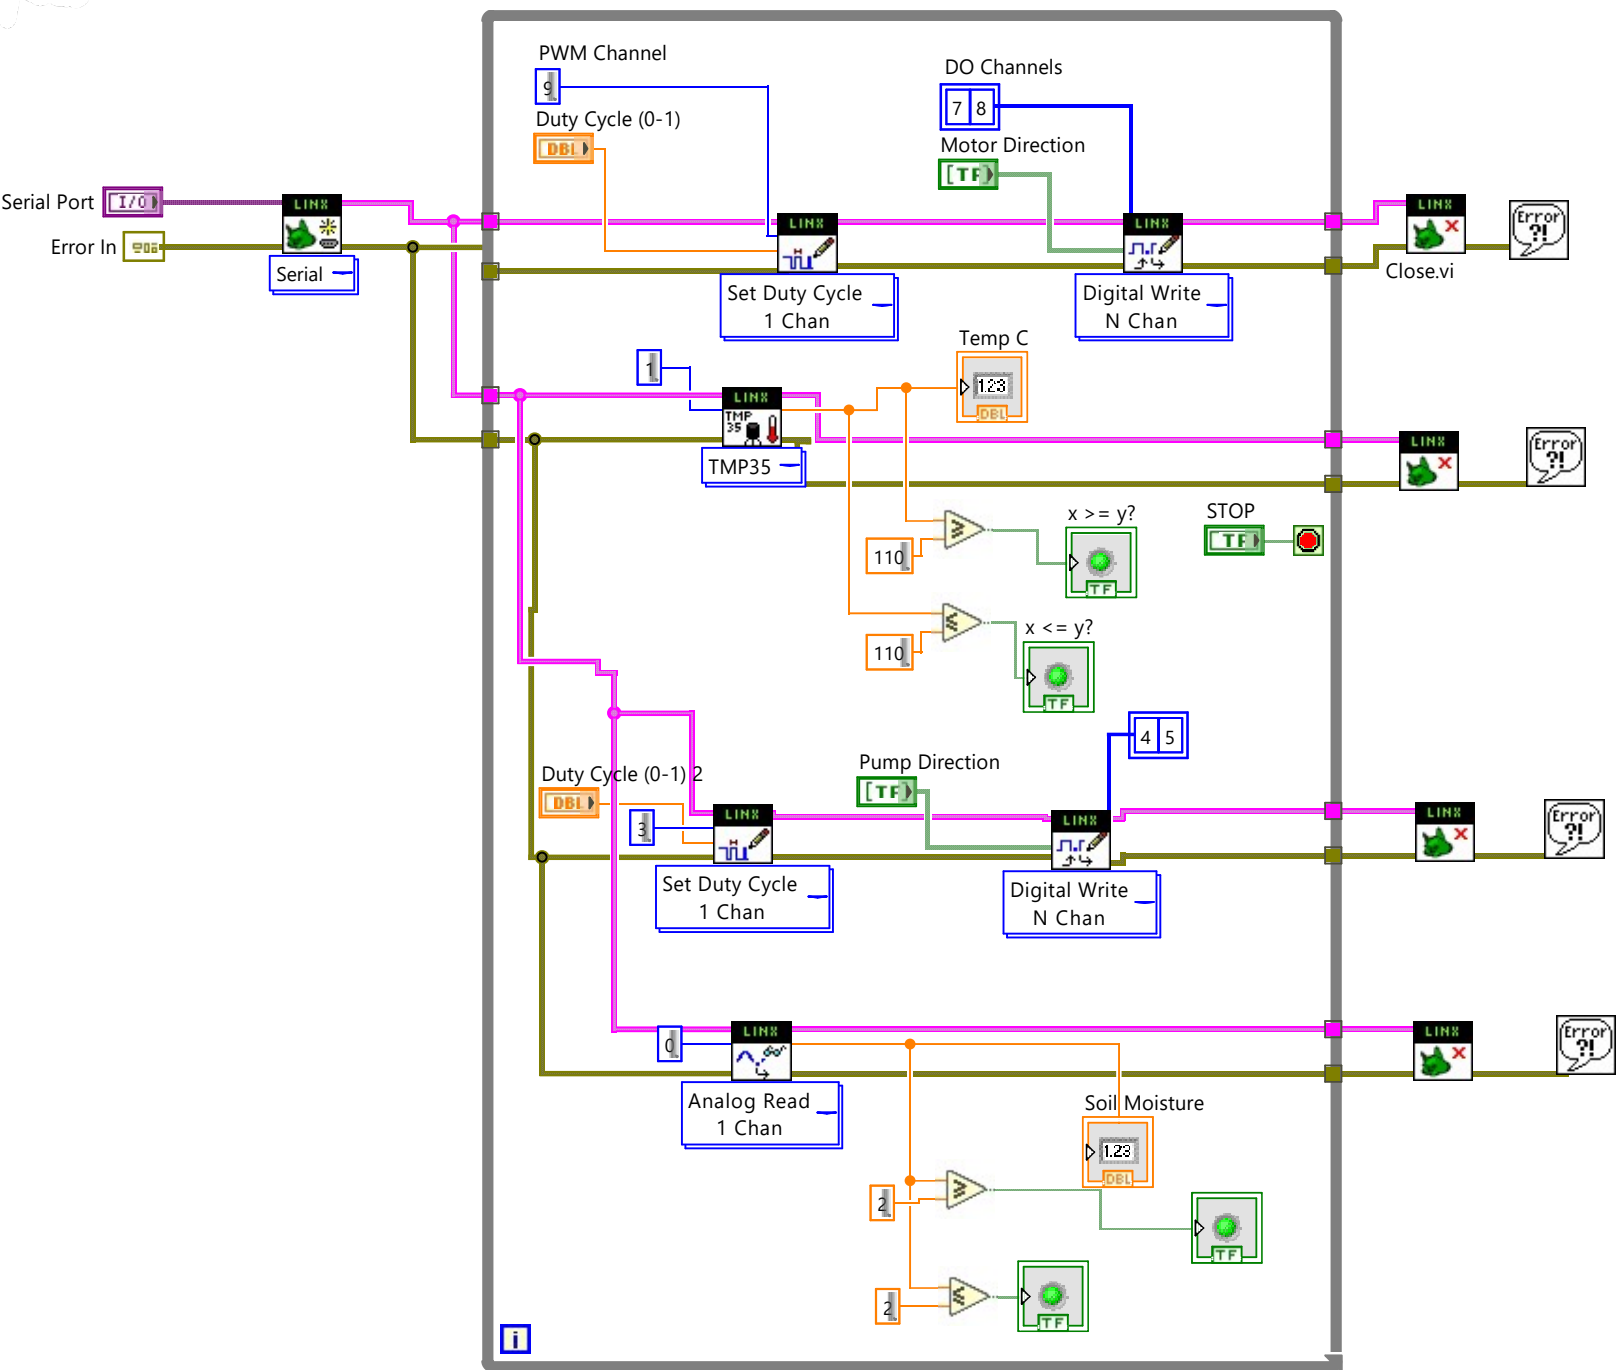 PWM Channel
9
Duty Cycle (0-1)
DBL
DO Channels
7 8
Motor Direction
[TF]
Serial Port
I/O
Error In
LINX
Serial
LINX
Set Duty Cycle
1 Chan
LINX
Digital Write
N Chan
LINX
Close.vi
Error
?!
1
LINX
TMP
35
TMP35
Temp C
1.23
DBL
LINX
Error
?!
110
x >= y?
TF
STOP
TF
110
x <= y?
TF
4 5
Duty Cycle (0-1) 2
DBL
3
LINX
Set Duty Cycle
1 Chan
Pump Direction
[TF]
LINX
Digital Write
N Chan
LINX
Error
?!
0
LINX
Analog Read
1 Chan
LINX
Error
?!
Soil Moisture
1.23
DBL
2
TF
2
TF
i